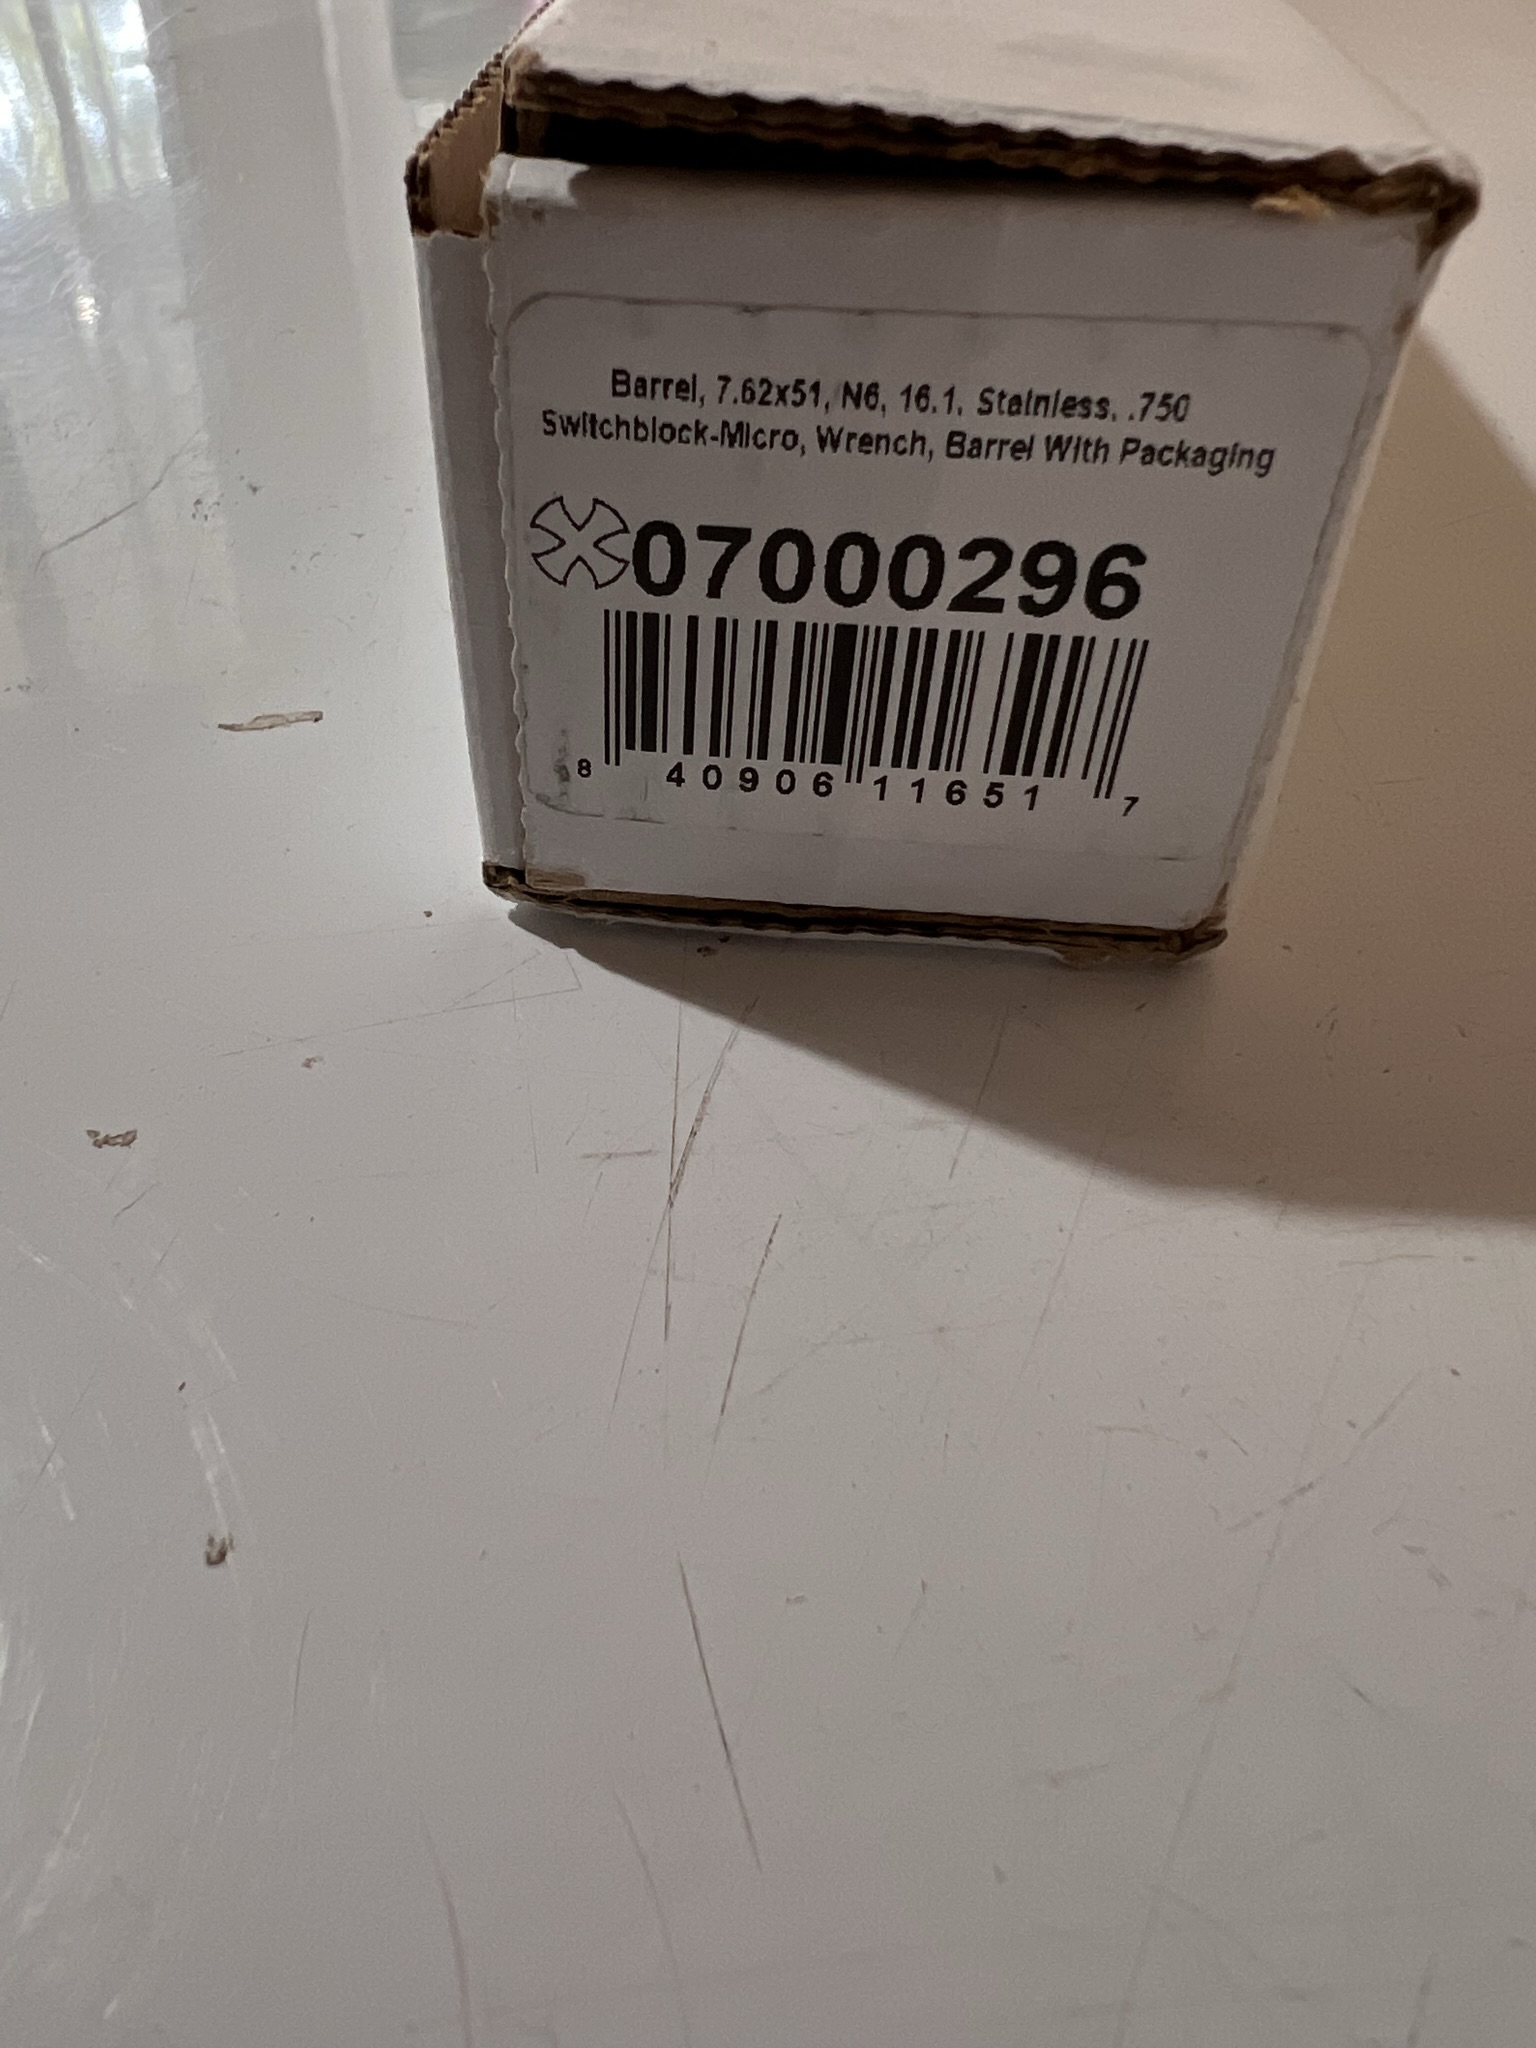 Barrel, 7.62x51, N6, 16.1, Stainless, .750
Switchblock-Micro, Wrench, Barrel With Packaging
07000296
8 40906 11651 7